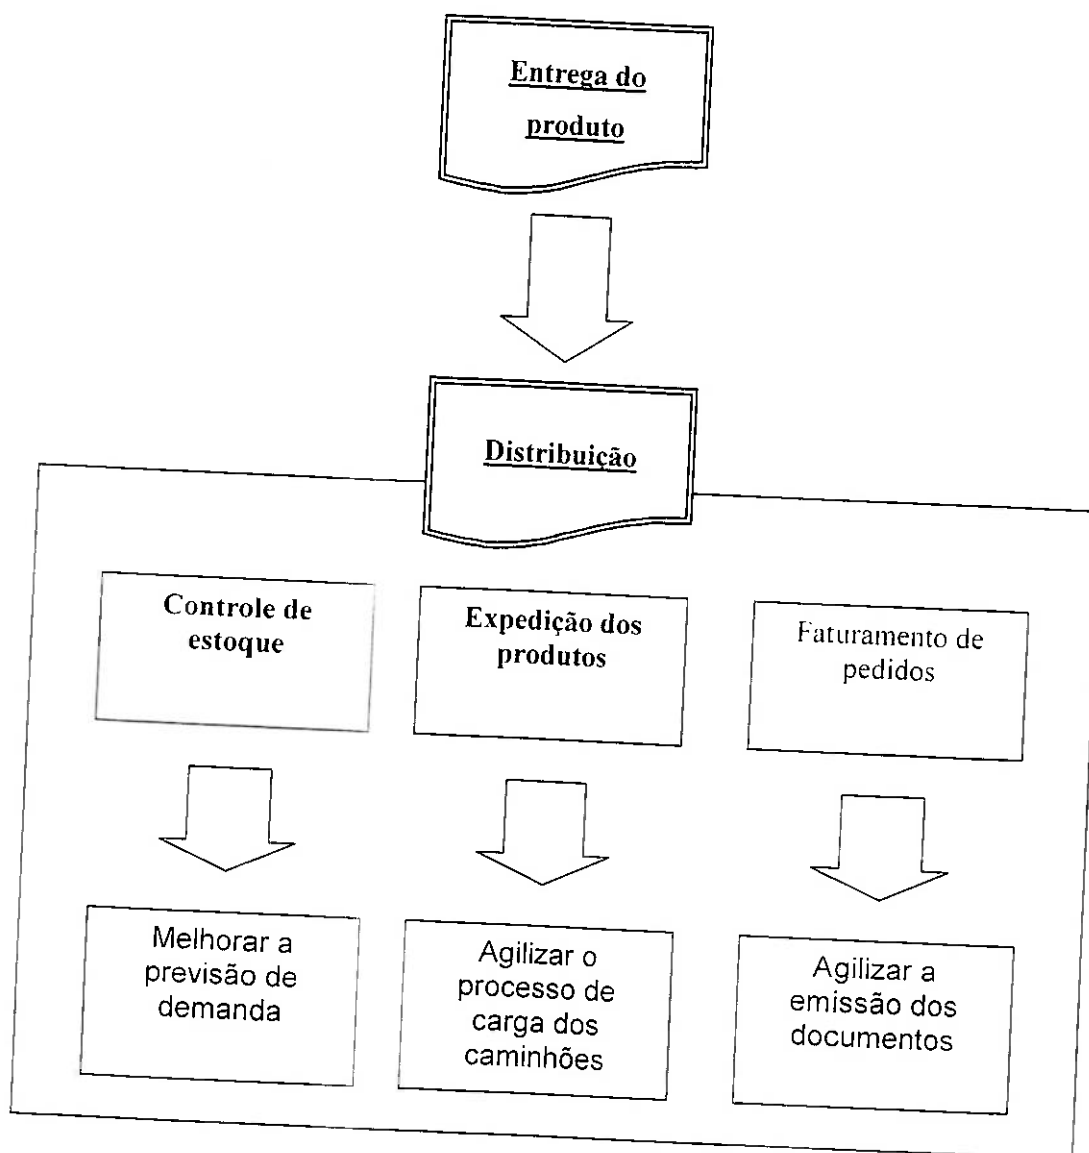 Entrega do
produto
Distribuição
Controle de
estoque
Expedição dos
produtos
Faturamento de
pedidos
Melhorar a
previsão de
demanda
Agilizar o
processo de
carga dos
caminhões
Agilizar a
emissão dos
documentos